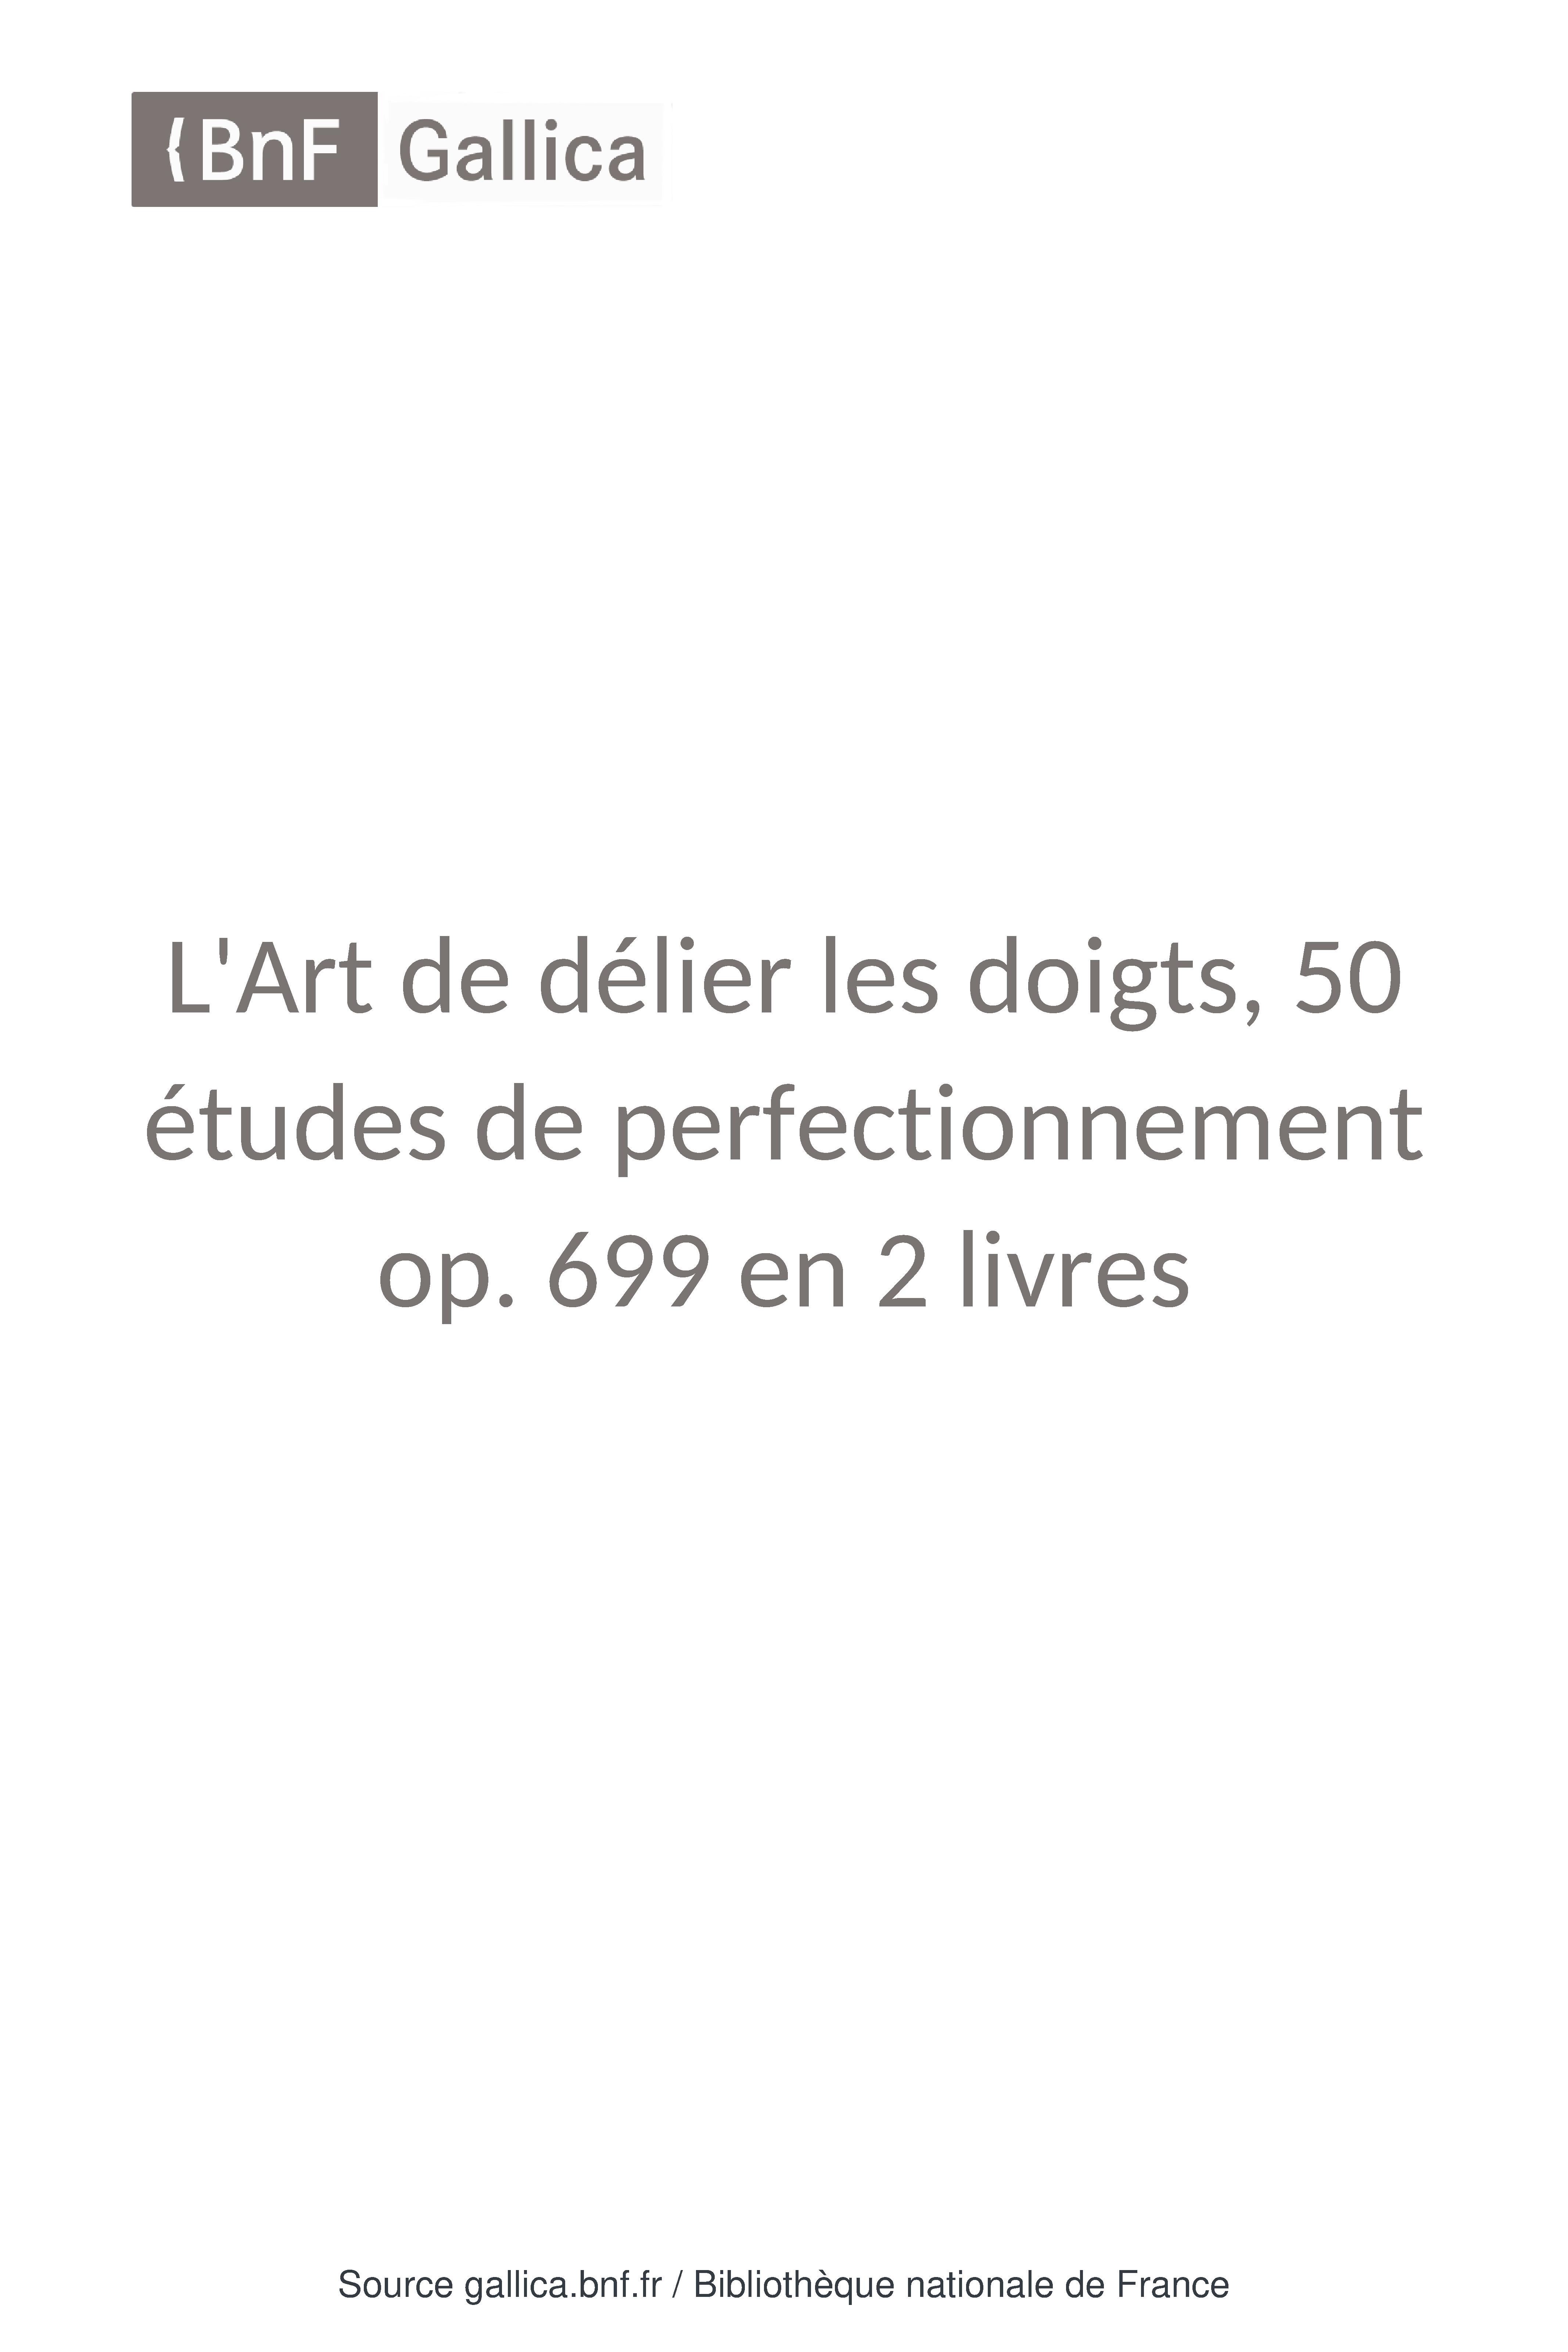 BnF Gallica
L'Art de délier les doigts, 50
études de perfectionnement
op. 699 en 2 livres
Source gallica.bnf.fr / Bibliothèque nationale de France